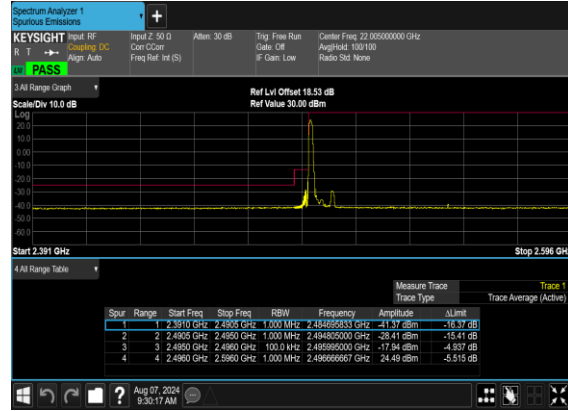 Spectrum Analyzer 1
Spurious Emissions
+
KEYSIGHT Input: RF Input Z: 50 Ω Atten: 30 dB Trig: Free Run Center Freq: 22.005000000 GHz
R T Coupling: DC Corr CCorr Gate: Off Avg|Hold: 100/100
Align: Auto Freq Ref: Int (S) IF Gain: Low Radio Std: None
PASS
3 All Range Graph
Ref Lvl Offset 18.53 dB
Scale/Div 10.0 dB Ref Value 30.00 dBm
Log
20.0
10.0
0.00
-10.0
-20.0
-30.0
-40.0
-50.0
-60.0
Start 2.391 GHz Stop 2.596 GHz
4 All Range Table
Measure Trace Trace 1
Trace Type Trace Average (Active)
Spur Range Start Freq Stop Freq RBW Frequency Amplitude ΔLimit
1 1 2.3910 GHz 2.4905 GHz 1.000 MHz 2.484695833 GHz -41.37 dBm -16.37 dB
2 2 2.4905 GHz 2.4950 GHz 1.000 MHz 2.494805000 GHz -28.41 dBm -15.41 dB
3 3 2.4950 GHz 2.4960 GHz 100.0 kHz 2.495995000 GHz -17.94 dBm -4.937 dB
4 4 2.4960 GHz 2.5960 GHz 1.000 MHz 2.496666667 GHz 24.49 dBm -5.515 dB
? Aug 07, 2024
9:30:17 AM